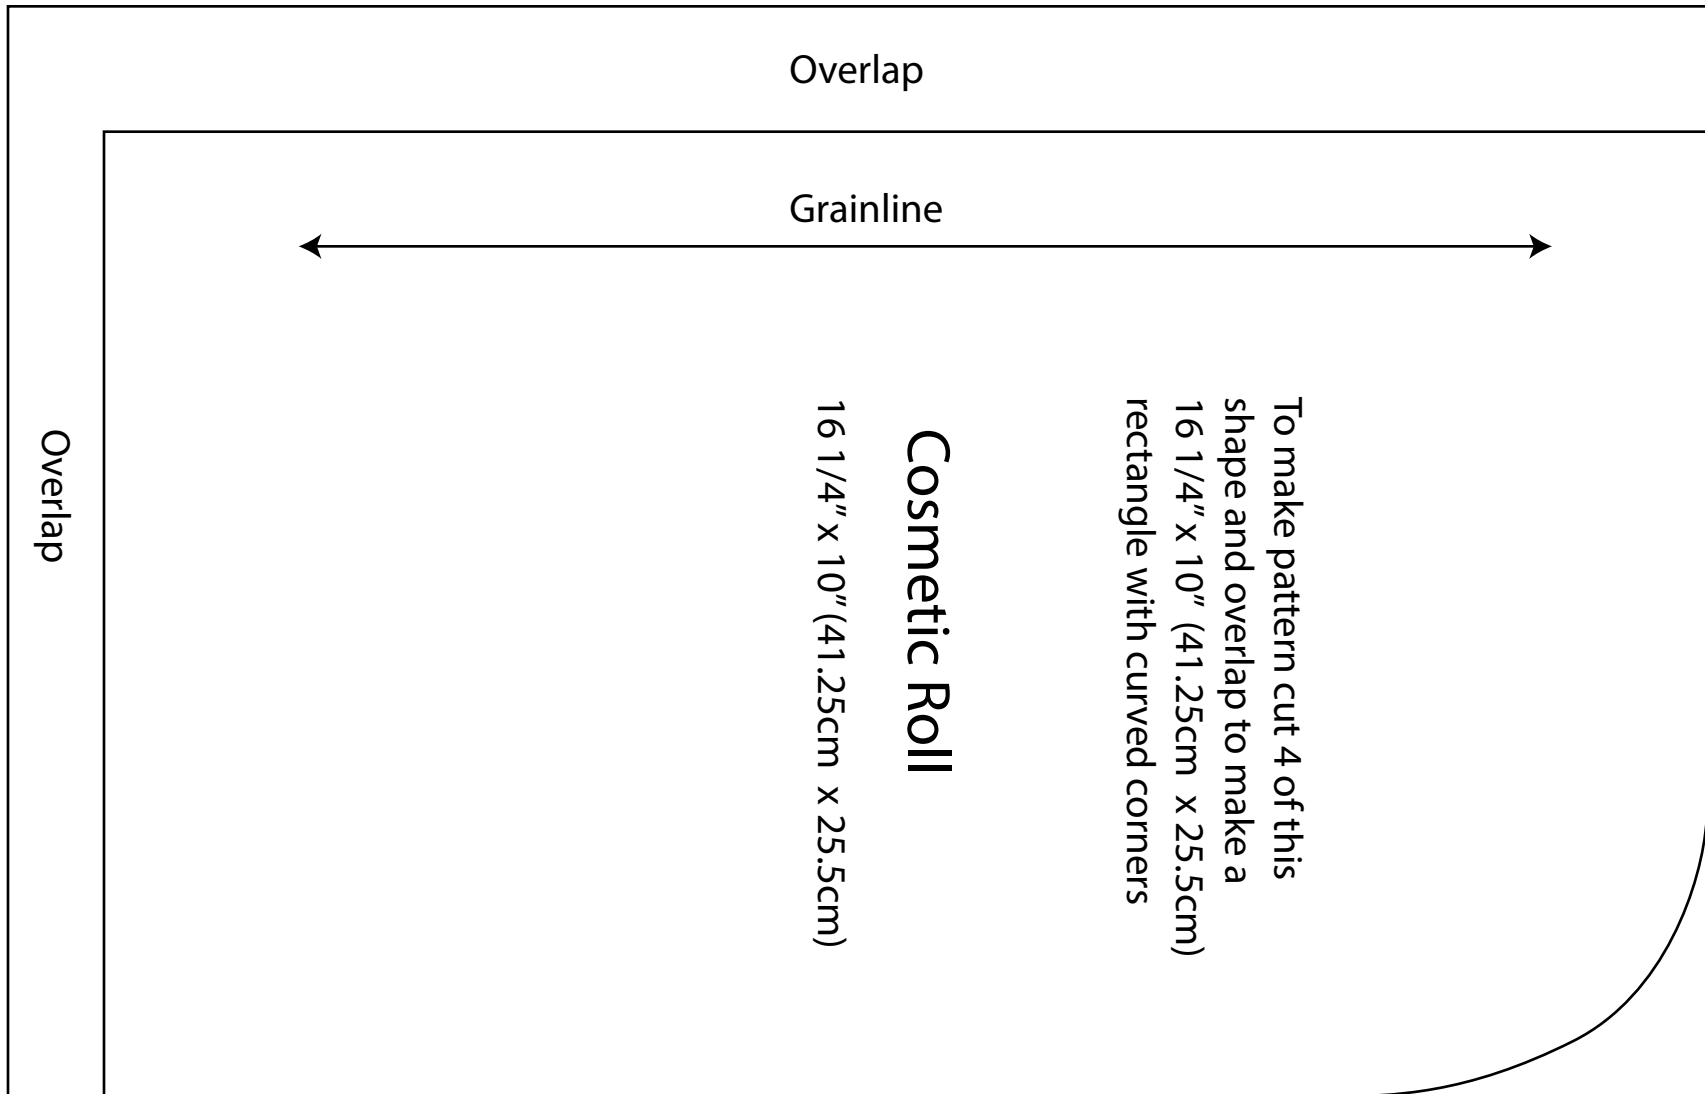 Overlap
Grainline
Overlap
To make pattern cut 4 of this
shape and overlap to make a
16 1/4” x 10” (41.25cm x 25.5cm)
rectangle with curved corners
Cosmetic Roll
16 1/4” x 10”(41.25cm x 25.5cm)